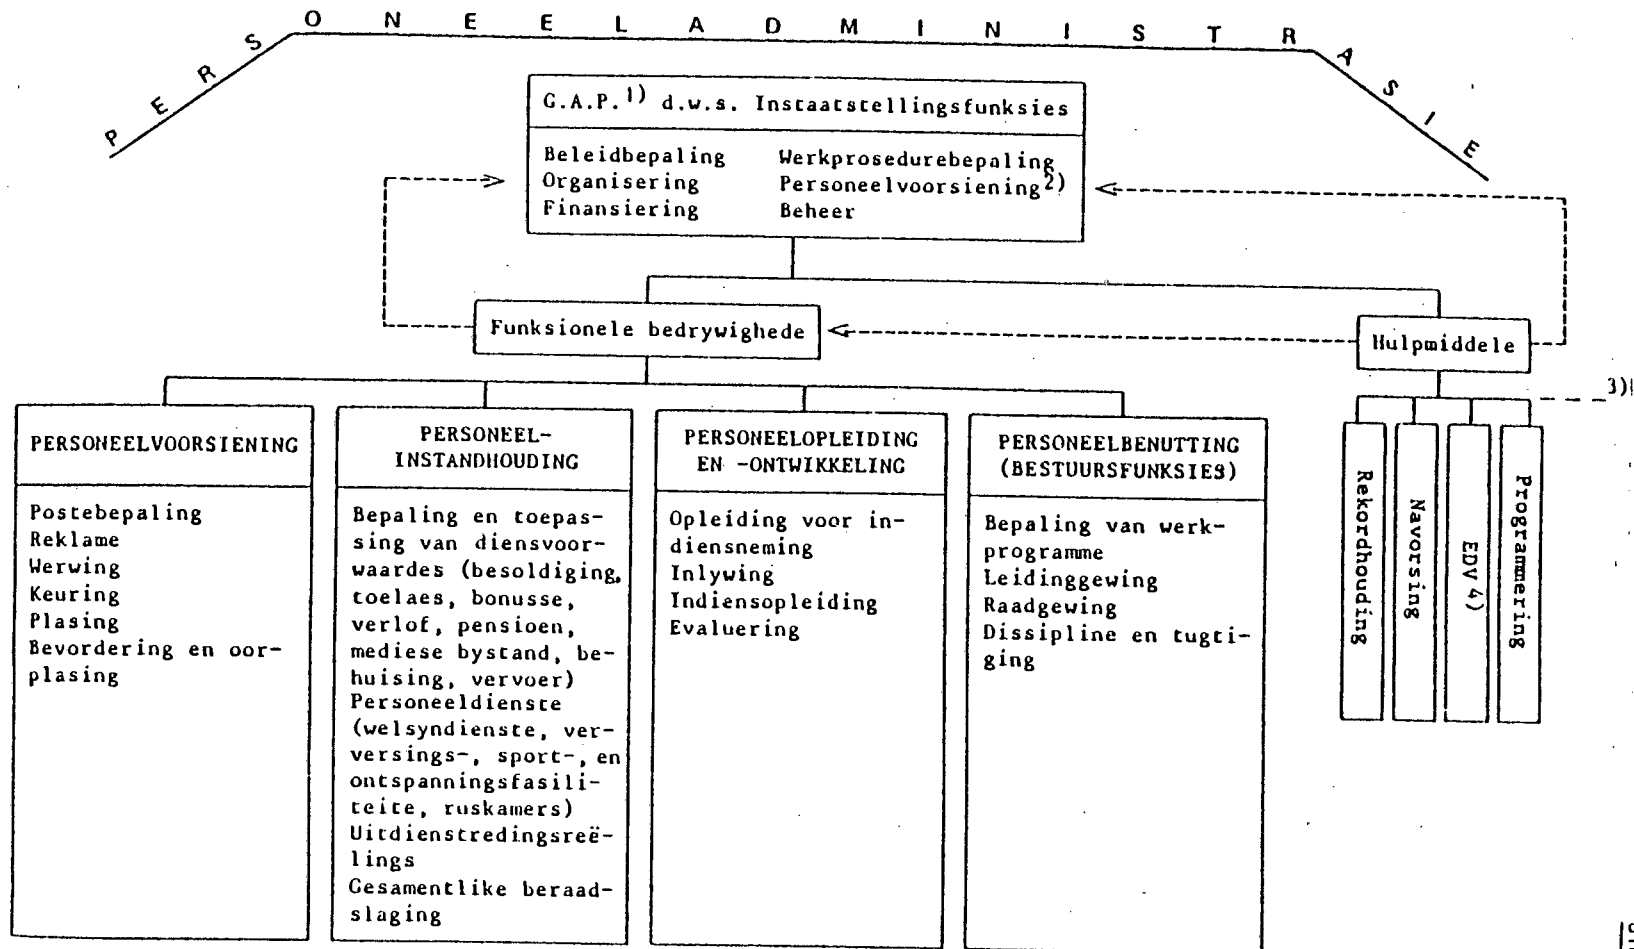 PERSONEELADMINISTRASIE
G.A.P.1) d.w.s. Instaatstellingsfunksies
Beleidbepaling Werkprosedurebepaling
Organisering Personeelvoorsiening2)
Finansiering Beheer
Funksionele bedrywighede
Hulpmiddele
3)
PERSONEELVOORSIENING
Postebepaling
Reklame
Werwing
Keuring
Plasing
Bevordering en oor-
plasing
PERSONEEL-
INSTANDHOUDING
Bepaling en toepas-
sing van diensvoor-
waardes (besoldiging,
toelaes, bonusse,
verlof, pensioen,
mediese bystand, be-
huising, vervoer)
Personeeldienste
(welsyndienste, ver-
versings-, sport-, en
ontspanningsfasili-
teite, ruskamers)
Uitdienstredingsreë-
lings
Gesamentlike beraad-
slaging
PERSONEELOPLEIDING
EN -ONTWIKKELING
Opleiding voor in-
diensneming
Inlywing
Indiensopleiding
Evaluering
PERSONEELBENUTTING
(BESTUURSFUNKSIES)
Bepaling van werk-
programme
Leidinggewing
Raadgewing
Dissipline en tugti-
ging
Rekordhouding
Navorsing
EDV 4)
Programmering